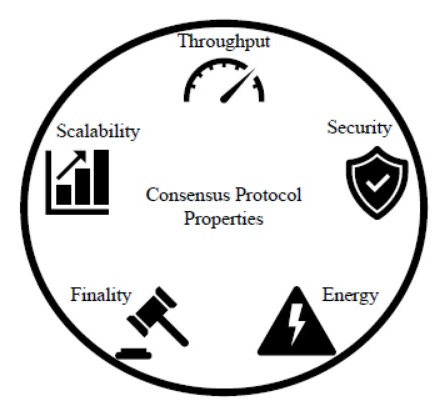 Throughput
Scalability
Security
Consensus Protocol
Properties
Finality
Energy